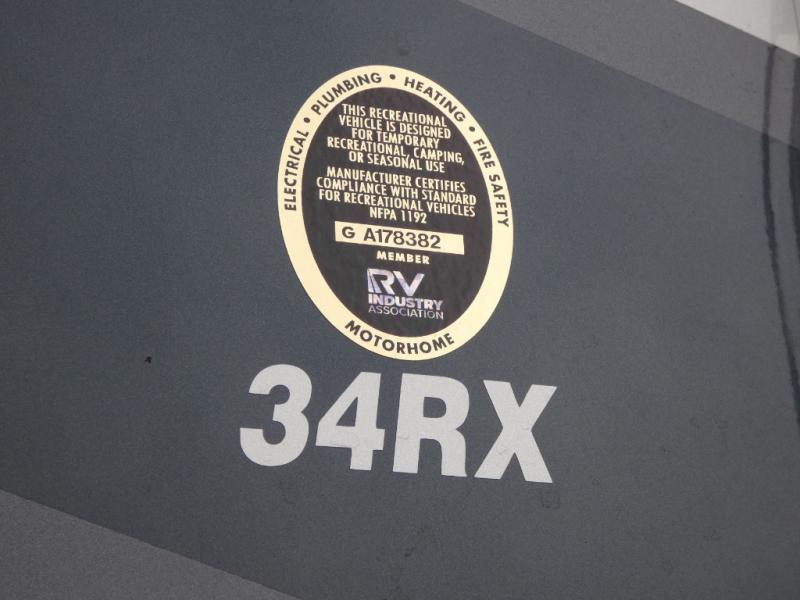 ELECTRICAL • PLUMBING • HEATING • FIRE SAFETY
THIS RECREATIONAL
VEHICLE IS DESIGNED
FOR TEMPORARY
RECREATIONAL, CAMPING,
OR SEASONAL USE
MANUFACTURER CERTIFIES
COMPLIANCE WITH STANDARD
FOR RECREATIONAL VEHICLES
NFPA 1192
G A178382
MEMBER
RV
INDUSTRY
ASSOCIATION
MOTORHOME
34RX